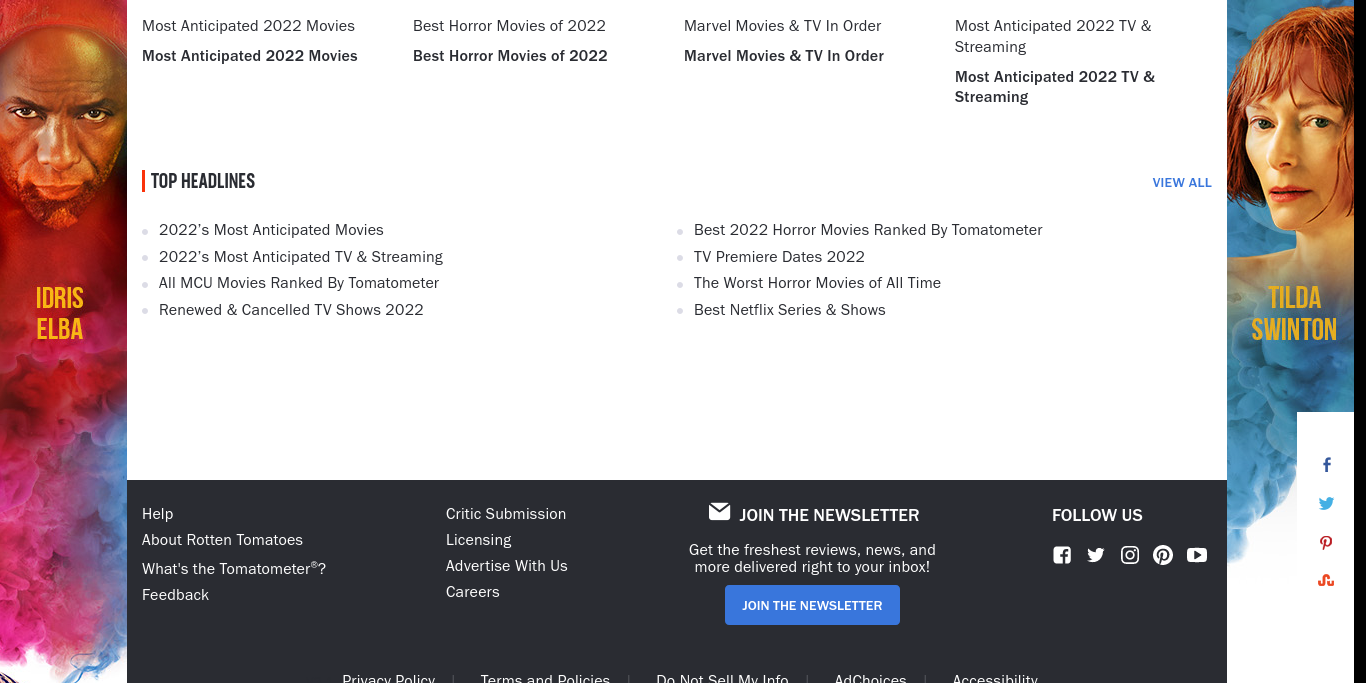 Most Anticipated 2022 Movies
Most Anticipated 2022 Movies
Best Horror Movies of 2022
Best Horror Movies of 2022
Marvel Movies & TV In Order
Marvel Movies & TV In Order
Most Anticipated 2022 TV &
Streaming
Most Anticipated 2022 TV &
Streaming
TOP HEADLINES
VIEW ALL
2022’s Most Anticipated Movies
2022’s Most Anticipated TV & Streaming
All MCU Movies Ranked By Tomatometer
Renewed & Cancelled TV Shows 2022
Best 2022 Horror Movies Ranked By Tomatometer
TV Premiere Dates 2022
The Worst Horror Movies of All Time
Best Netflix Series & Shows
IDRIS
ELBA
TILDA
SWINTON
Help
About Rotten Tomatoes
What's the Tomatometer®?
Feedback
Critic Submission
Licensing
Advertise With Us
Careers
JOIN THE NEWSLETTER
Get the freshest reviews, news, and
more delivered right to your inbox!
JOIN THE NEWSLETTER
FOLLOW US
Privacy Policy | Terms and Policies | Do Not Sell My Info | AdChoices | Accessibility